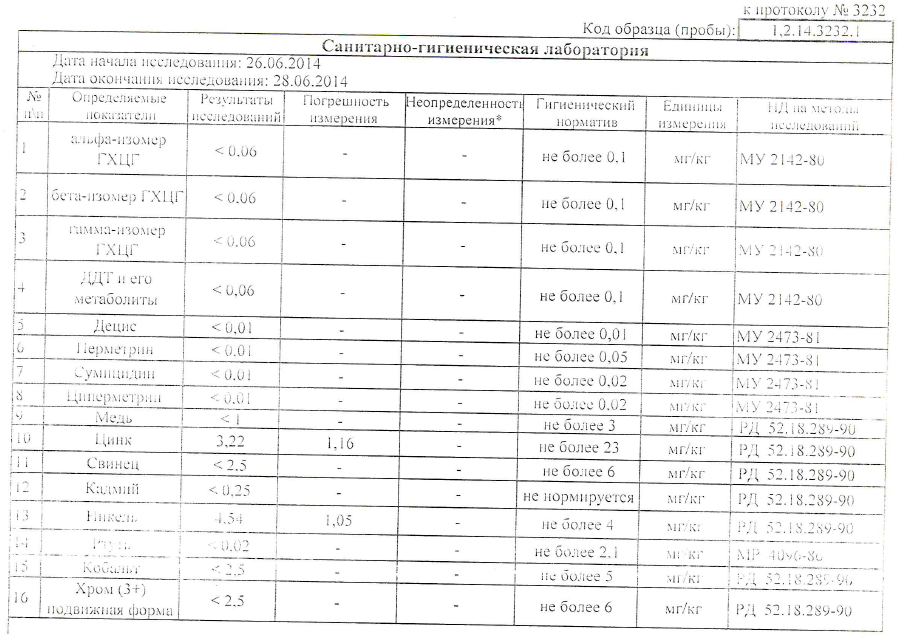 к протоколу № 3232
Код образца (пробы): 1.2.14.3232.1
Санитарно-гигиеническая лаборатория
Дата начала исследования: 26.06.2014
Дата окончания исследования: 28.06.2014
№ п\п Определяемые показатели Результаты исследований Погрешность измерения Неопределенность измерения* Гигиенический норматив Единицы измерения НД на методы исследований
1 альфа-изомер ГХЦГ < 0,06 - - не более 0,1 мг/кг МУ 2142-80
2 бета-изомер ГХЦГ < 0,06 - - не более 0,1 мг/кг МУ 2142-80
3 гамма-изомер ГХЦГ < 0,06 - - не более 0,1 мг/кг МУ 2142-80
4 ДДТ и его метаболиты < 0,06 - - не более 0,1 мг/кг МУ 2142-80
5 Децис < 0,01 - - не более 0,01 мг/кг МУ 2473-81
6 Перметрин < 0,01 - - не более 0,05 мг/кг МУ 2473-81
7 Сумицидин < 0,01 - - не более 0,02 мг/кг МУ 2473-81
8 Циперметрин < 0,01 - - не более 0,02 мг/кг МУ 2473-81
9 Медь < 1 - - не более 3 мг/кг РД 52.18.289-90
10 Цинк 3,22 1,16 - не более 23 мг/кг РД 52.18.289-90
11 Свинец < 2.5 - - не более 6 мг/кг РД 52.18.289-90
12 Кадмий < 0,25 - - не нормируется мг/кг РД 52.18.289-90
13 Никель 4.54 1,05 - не более 4 мг/кг РД 52.18.289-90
14 Ртуть < 0.02 - - не более 2.1 мг/кг МР 4096-86
15 Кобальт < 2,5 - - не более 5 мг/кг РД 52.18.289-90
16 Хром (3+) подвижная форма < 2.5 - - не более 6 мг/кг РД 52.18.289-90